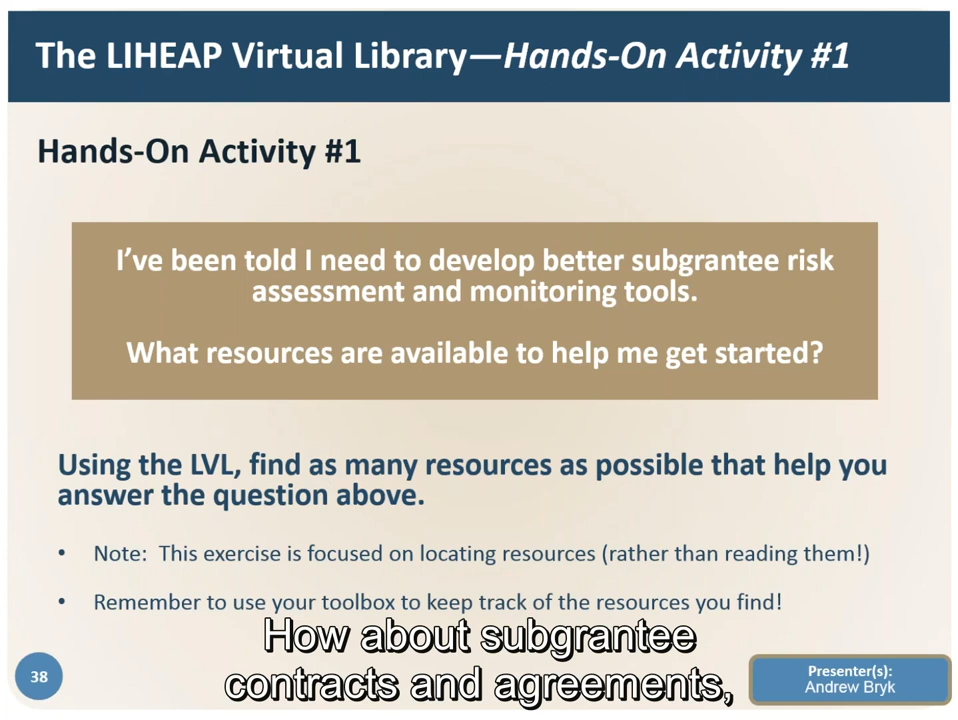 The LIHEAP Virtual Library—Hands-On Activity #1
Hands-On Activity #1
I've been told I need to develop better subgrantee risk
assessment and monitoring tools.
What resources are available to help me get started?
Using the LVL, find as many resources as possible that help you
answer the question above.
• Note: This exercise is focused on locating resources (rather than reading them!)
• Remember to use your toolbox to keep track of the resources you find!
How about subgrantee
contracts and agreements,
38
Presenter(s):
Andrew Bryk